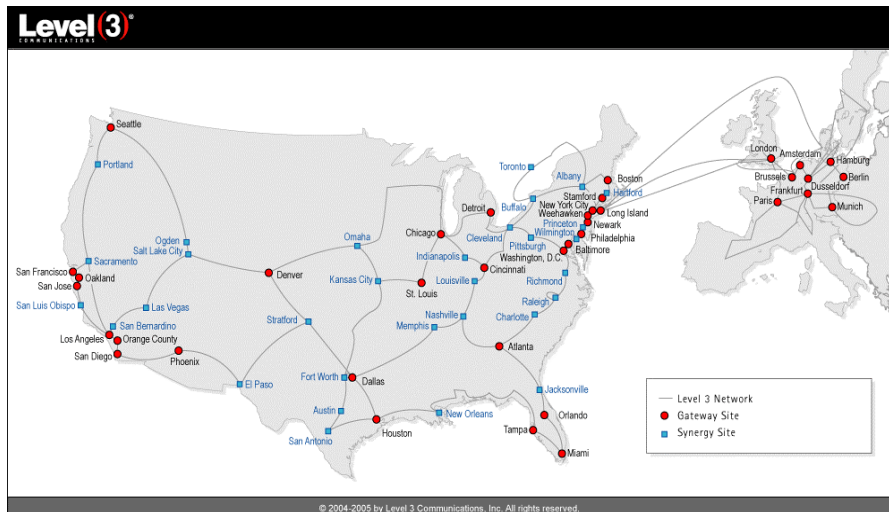 Level(3)®
COMMUNICATIONS
Seattle
Portland
Ogden
Salt Lake City
San Francisco
Sacramento
Oakland
San Jose
San Luis Obispo
Las Vegas
San Bernardino
Los Angeles
Orange County
San Diego
Phoenix
El Paso
Denver
Stratford
Omaha
Kansas City
St. Louis
Chicago
Detroit
Indianapolis
Cincinnati
Louisville
Nashville
Memphis
Fort Worth
Dallas
Austin
San Antonio
Houston
New Orleans
Atlanta
Charlotte
Raleigh
Richmond
Jacksonville
Orlando
Tampa
Miami
Toronto
Albany
Buffalo
Boston
Stamford
Hartford
New York City
Weehawken
Long Island
Newark
Princeton
Wilmington
Philadelphia
Cleveland
Pittsburgh
Baltimore
Washington, D.C.
London
Amsterdam
Hamburg
Brussels
Berlin
Dusseldorf
Frankfurt
Paris
Munich
Level 3 Network
Gateway Site
Synergy Site
© 2004-2005 by Level 3 Communications, Inc. All rights reserved.